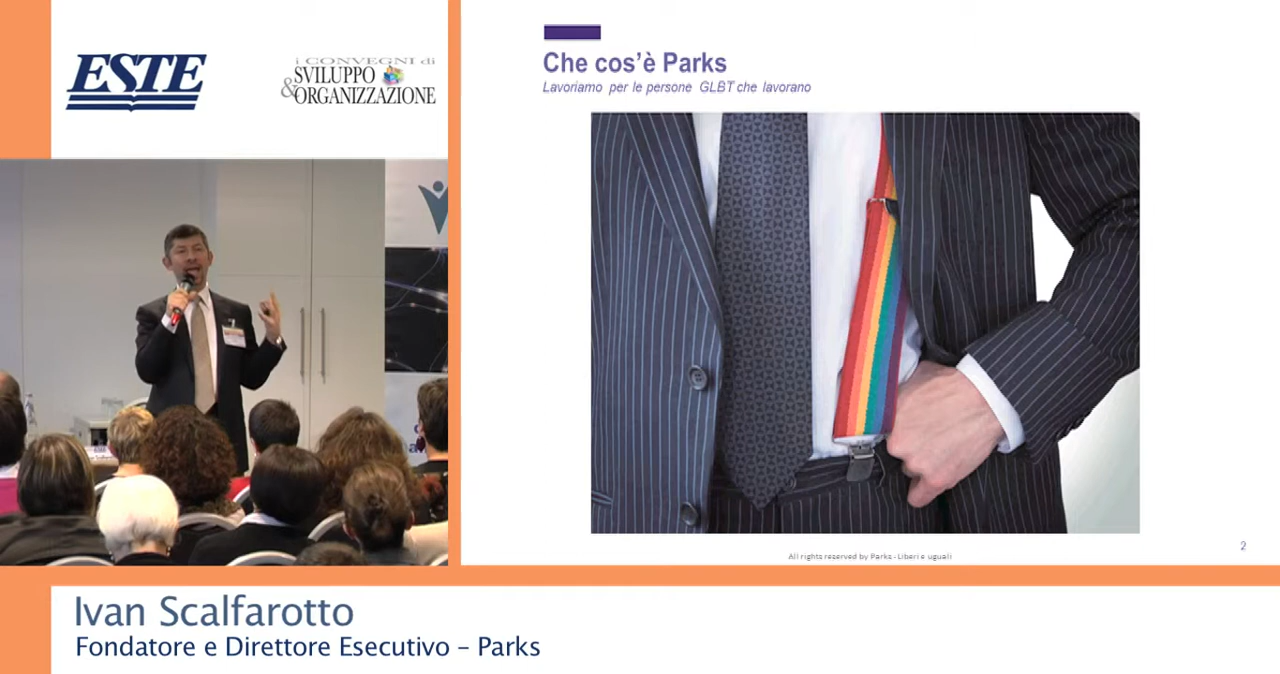 ESTE
i CONVEGNI di
SVILUPPO
&ORGANIZZAZIONE
Che cos'è Parks
Lavoriamo per le persone GLBT che lavorano
All rights reserved by Parks - Liberi e uguali
2
Ivan Scalfarotto
Fondatore e Direttore Esecutivo – Parks